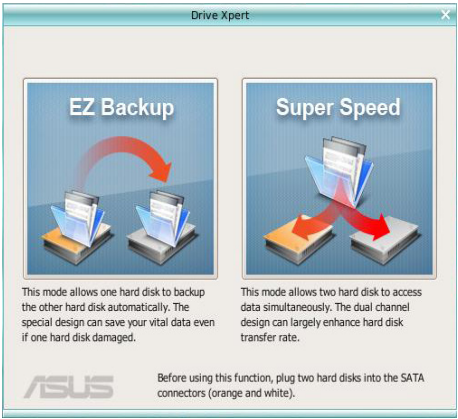 Drive Xpert
EZ Backup
This mode allows one hard disk to backup
the other hard disk automatically. The
special design can save your vital data even
if one hard disk damaged.
Super Speed
This mode allows two hard disk to access
data simultaneously. The dual channel
design can largely enhance hard disk
transfer rate.
ASUS
Before using this function, plug two hard disks into the SATA
connectors (orange and white).